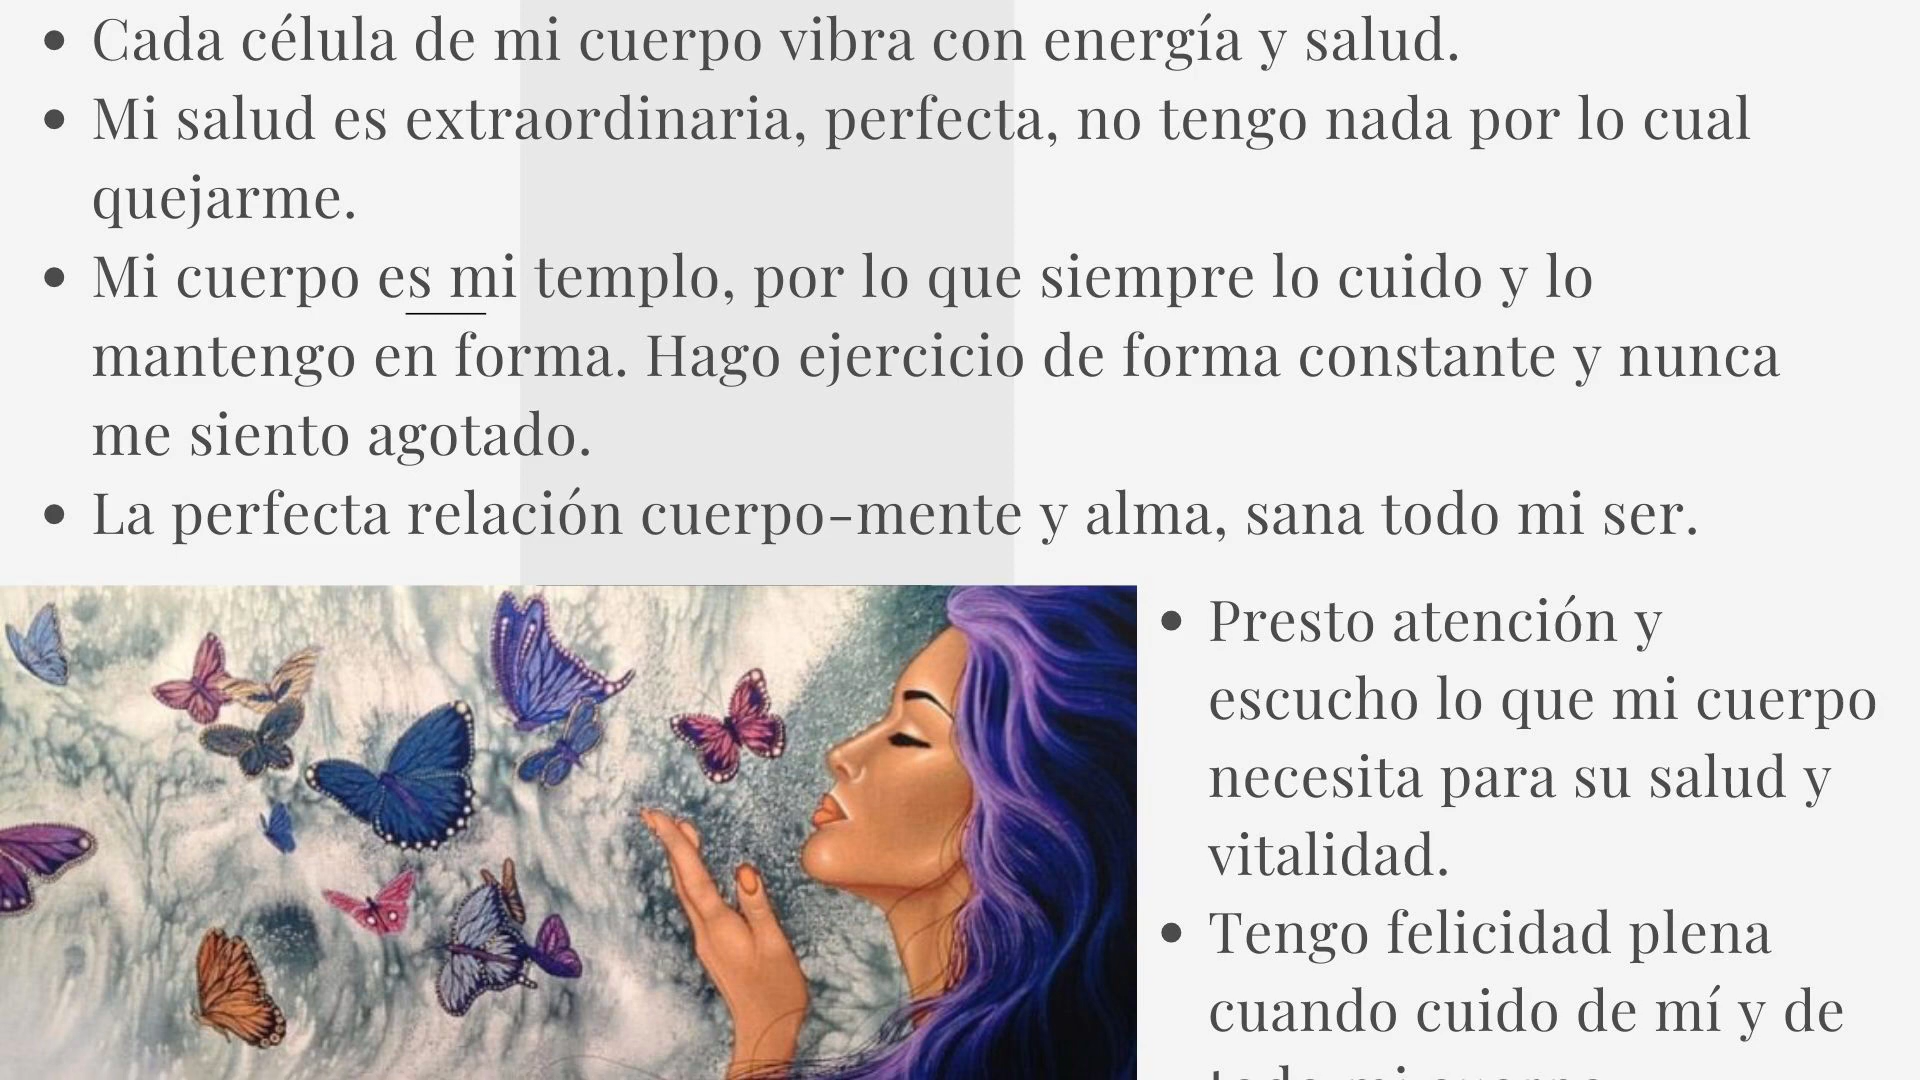 • Cada célula de mi cuerpo vibra con energía y salud.
• Mi salud es extraordinaria, perfecta, no tengo nada por lo cual
quejarme.
• Mi cuerpo es mi templo, por lo que siempre lo cuido y lo
mantengo en forma. Hago ejercicio de forma constante y nunca
me siento agotado.
• La perfecta relación cuerpo-mente y alma, sana todo mi ser.
• Presto atención y
escucho lo que mi cuerpo
necesita para su salud y
vitalidad.
• Tengo felicidad plena
cuando cuido de mí y de